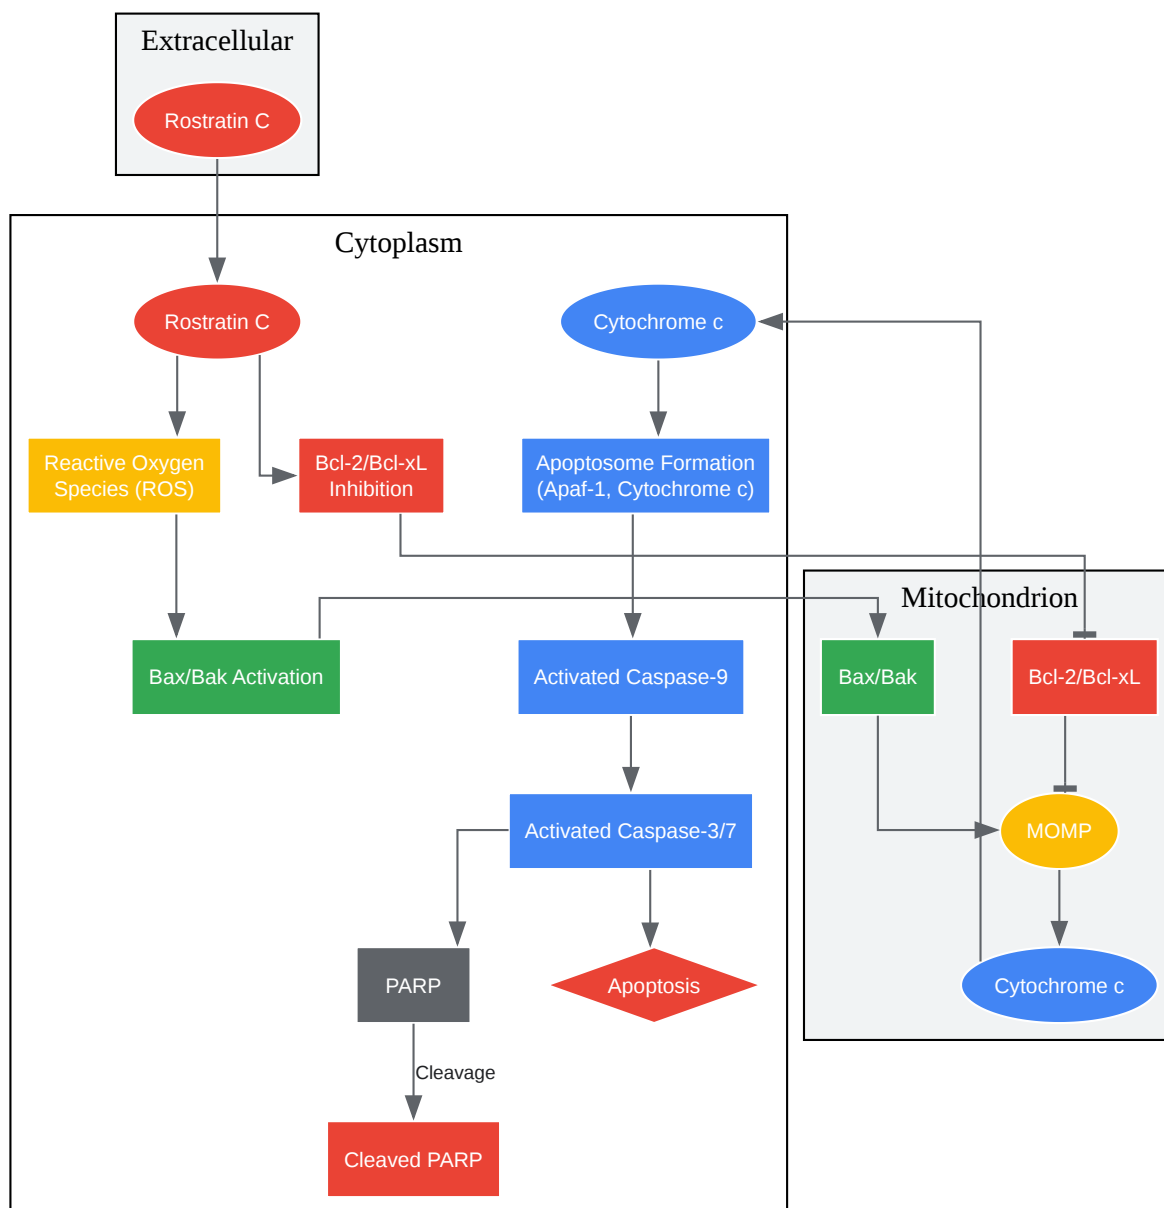 Extracellular
Rostratin C
Cytoplasm
Rostratin C
Cytochrome c
Reactive Oxygen
Species (ROS)
Bcl-2/Bcl-xL
Inhibition
Apoptosome Formation
(Apaf-1, Cytochrome c)
Mitochondrion
Bax/Bak Activation
Activated Caspase-9
Bax/Bak
Bcl-2/Bcl-xL
Activated Caspase-3/7
MOMP
PARP
Apoptosis
Cytochrome c
Cleavage
Cleaved PARP